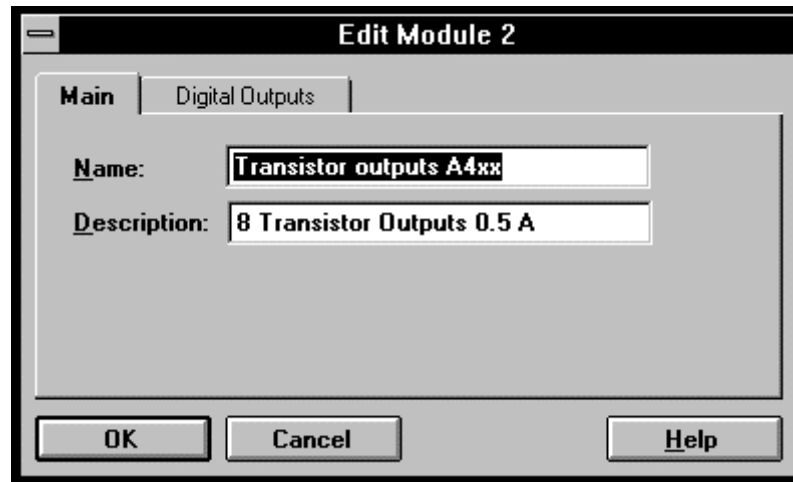 Edit Module 2
Main Digital Outputs
Name: Transistor outputs A4xx
Description: 8 Transistor Outputs 0.5 A
OK Cancel Help